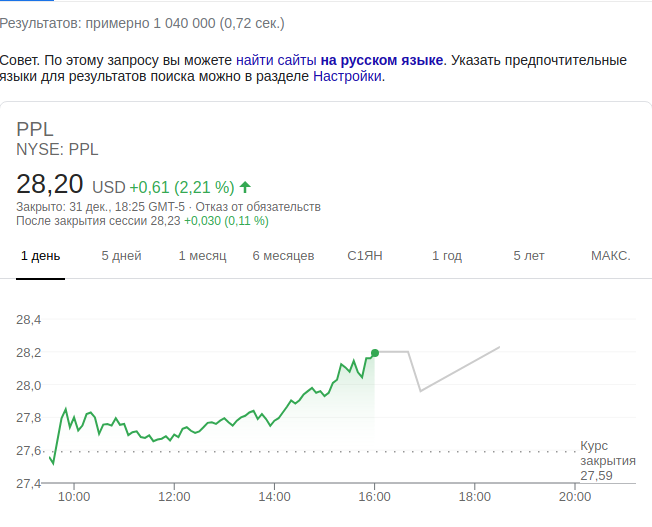 Результатов: примерно 1 040 000 (0,72 сек.)
Совет. По этому запросу вы можете найти сайты на русском языке. Указать предпочтительные
языки для результатов поиска можно в разделе Настройки.
PPL
NYSE: PPL
28,20 USD +0,61 (2,21 %)
Закрыто: 31 дек., 18:25 GMT-5 · Отказ от обязательств
После закрытия сессии 28,23 +0,030 (0,11 %)
1 день 5 дней 1 месяц 6 месяцев С1ЯН 1 год 5 лет МАКС.
28,4
28,2
28,0
27,8
27,6
27,4
Курс
закрытия
27,59
10:00 12:00 14:00 16:00 18:00 20:00